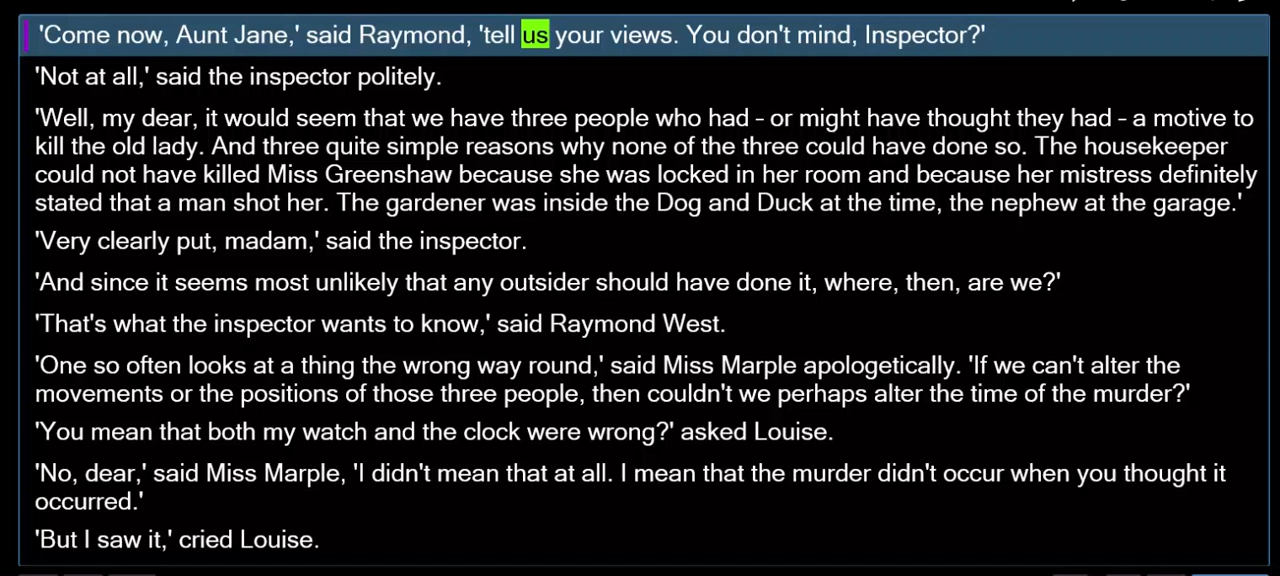 'Come now, Aunt Jane,' said Raymond, 'tell us your views. You don't mind, Inspector?'
'Not at all,' said the inspector politely.
'Well, my dear, it would seem that we have three people who had – or might have thought they had – a motive to
kill the old lady. And three quite simple reasons why none of the three could have done so. The housekeeper
could not have killed Miss Greenshaw because she was locked in her room and because her mistress definitely
stated that a man shot her. The gardener was inside the Dog and Duck at the time, the nephew at the garage.'
'Very clearly put, madam,' said the inspector.
'And since it seems most unlikely that any outsider should have done it, where, then, are we?'
'That's what the inspector wants to know,' said Raymond West.
'One so often looks at a thing the wrong way round,' said Miss Marple apologetically. 'If we can't alter the
movements or the positions of those three people, then couldn't we perhaps alter the time of the murder?'
'You mean that both my watch and the clock were wrong?' asked Louise.
'No, dear,' said Miss Marple, 'I didn't mean that at all. I mean that the murder didn't occur when you thought it
occurred.'
'But I saw it,' cried Louise.